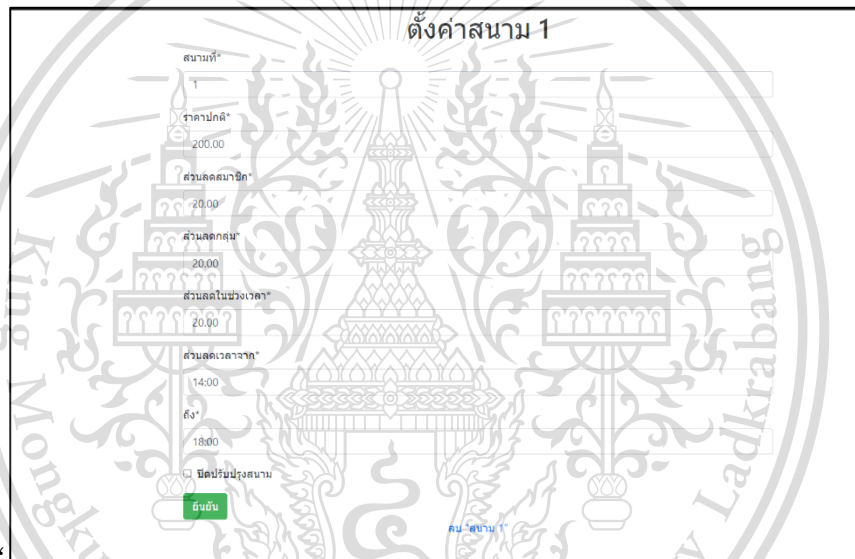 ตั้งค่าสนาม 1
สนามที่*
1
ราคาปกติ*
200.00
ส่วนลดสมาชิก*
20.00
ส่วนลดกลุ่ม*
20.00
ส่วนลดในช่วงเวลา*
20.00
ส่วนลดเวลาจาก*
14:00
ถึง*
18:00
ปิดปรับปรุงสนาม
ยืนยัน
ลบ "สนาม 1"
King Mongku
y Ladkrabang